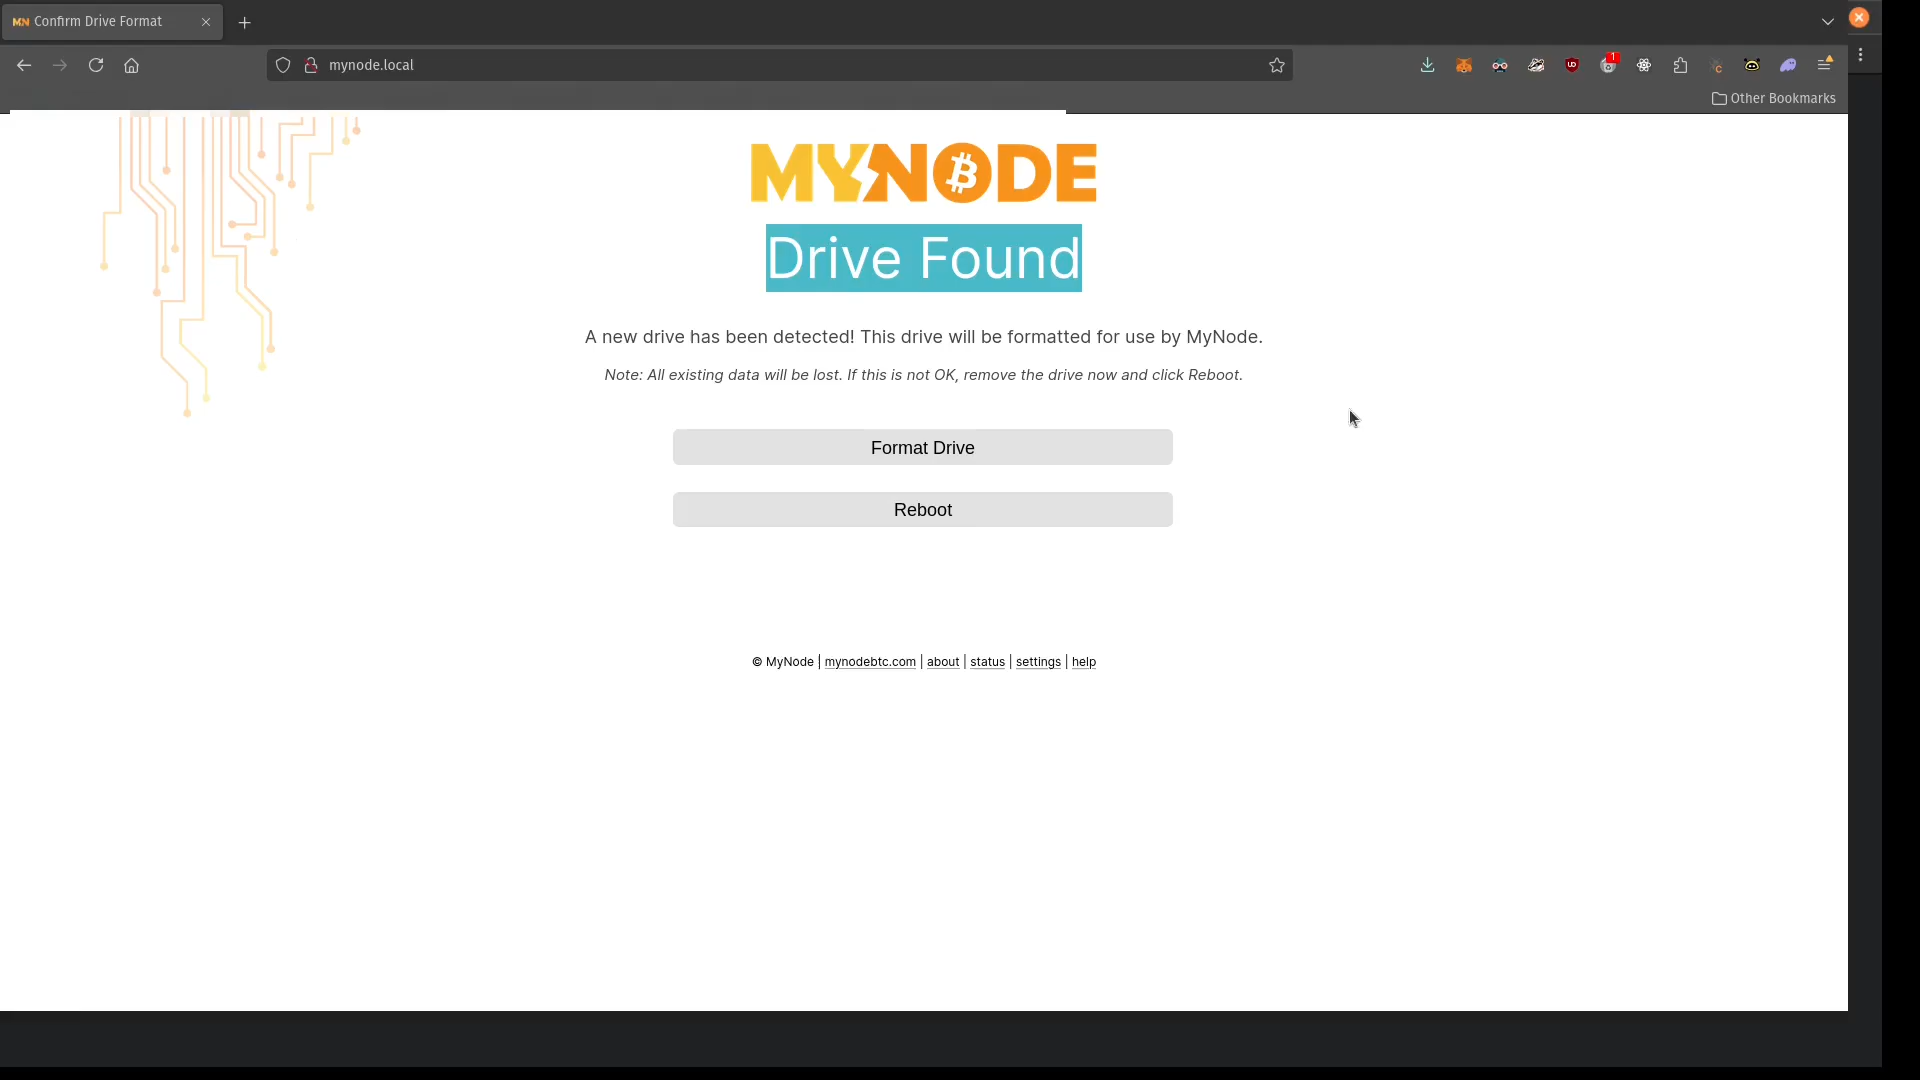 MN Confirm Drive Format
mynode.local
1
Other Bookmarks
MYNODE
Drive Found
A new drive has been detected! This drive will be formatted for use by MyNode.
Note: All existing data will be lost. If this is not OK, remove the drive now and click Reboot.
Format Drive
Reboot
© MyNode | mynodebtc.com | about | status | settings | help